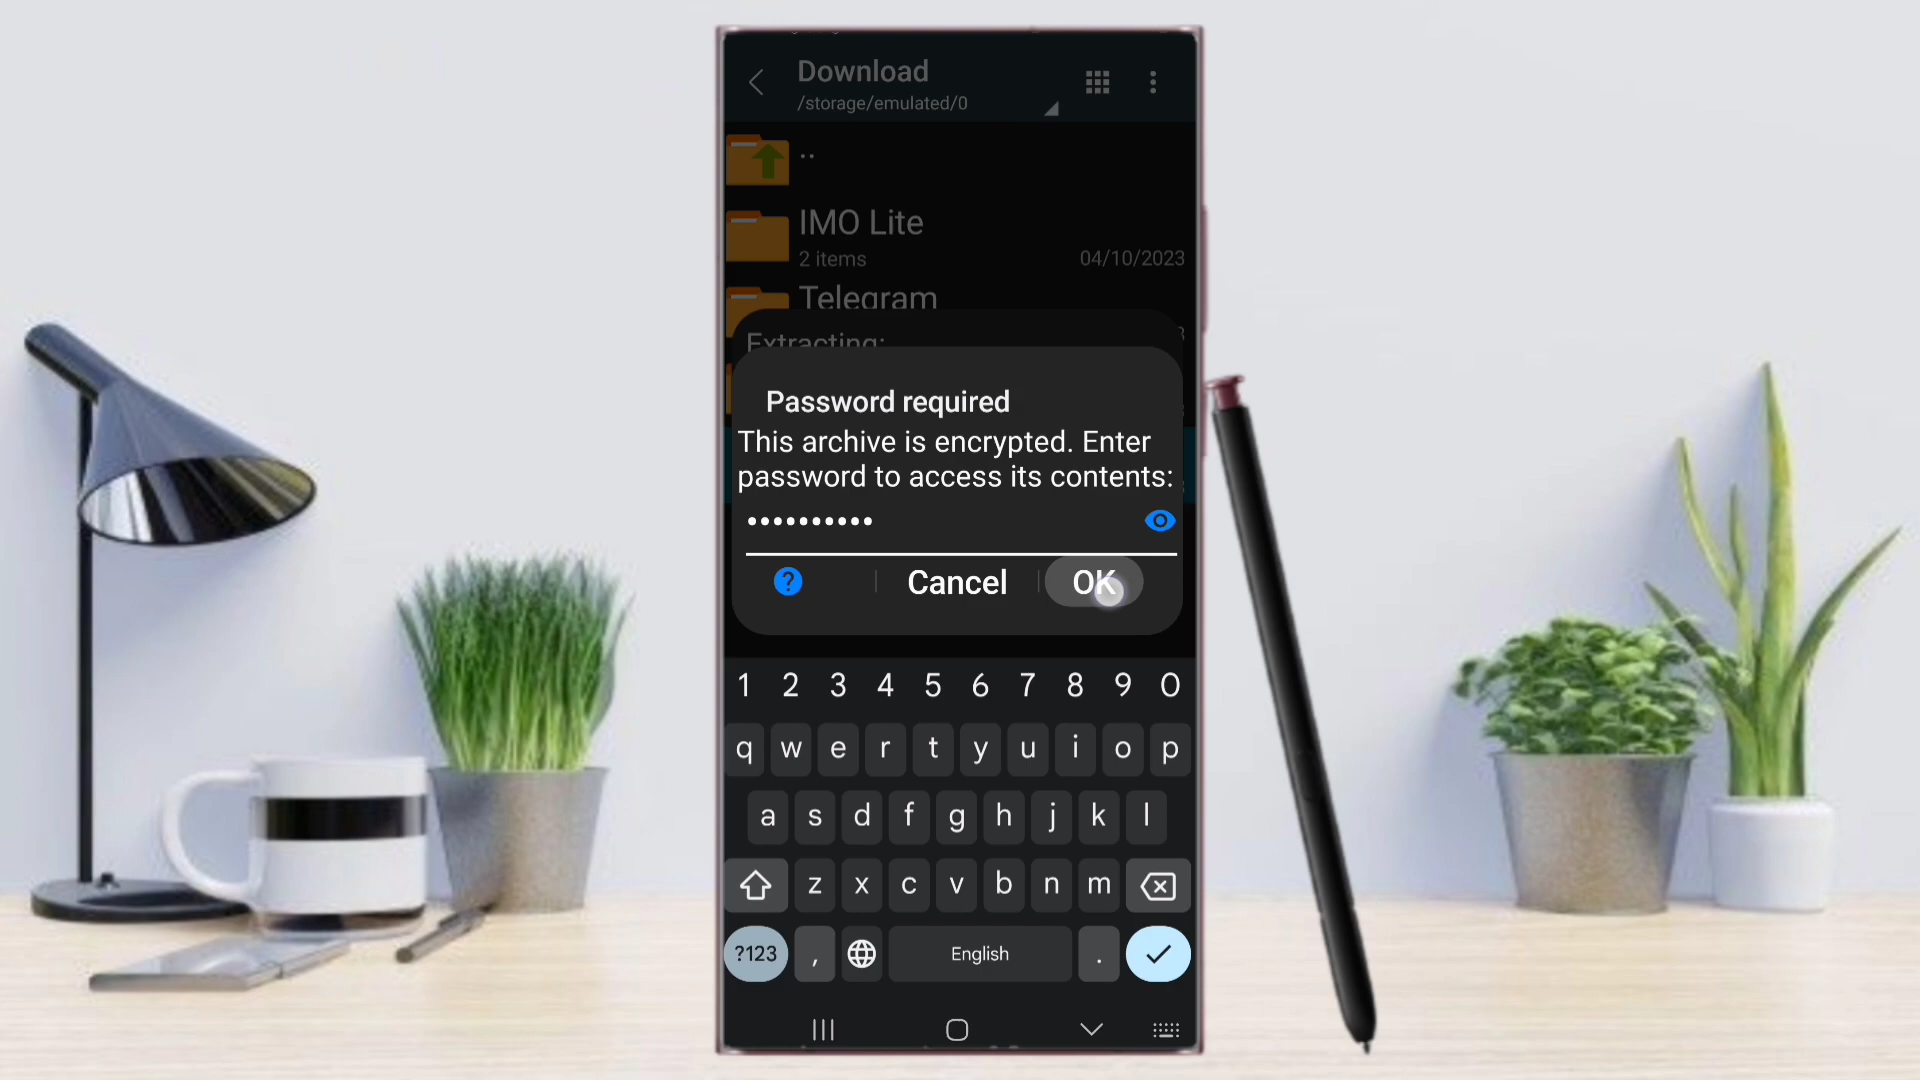 Download
/storage/emulated/0
..
IMO Lite
2 items
04/10/2023
Telegram
Extracting:
Password required
This archive is encrypted. Enter
password to access its contents:
••••••••••
?
Cancel
OK
1 2 3 4 5 6 7 8 9 0
q w e r t y u i o p
a s d f g h j k l
z x c v b n m
?123 , English .